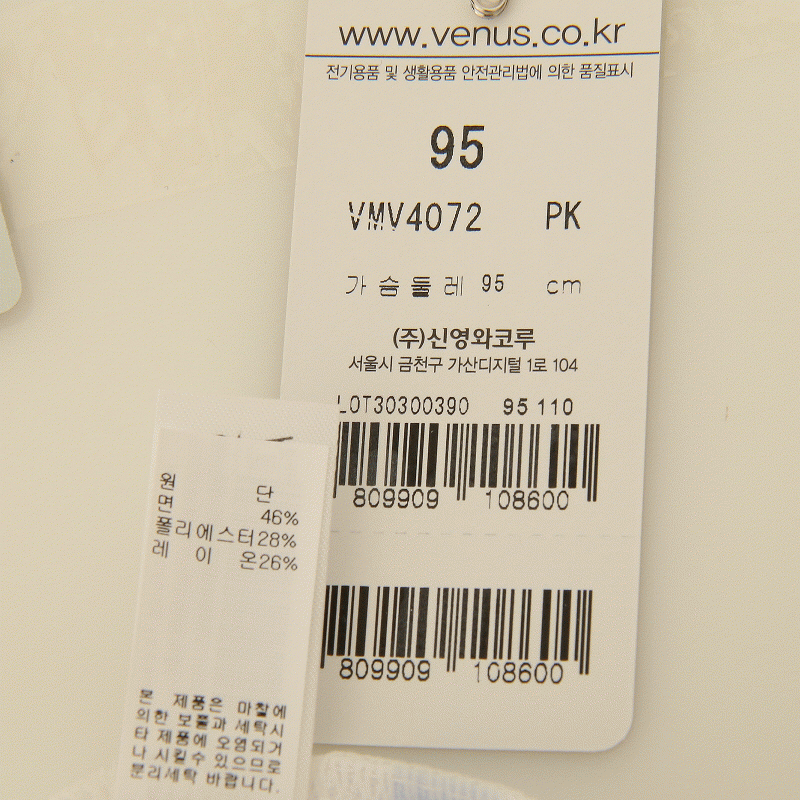 www.venus.co.kr
전기용품 및 생활용품 안전관리법에 의한 품질표시
95
VMV4072 PK
가슴둘레 95 cm
(주)신영와코루
서울시 금천구 가산디지털 1로 104
LOT30300390 95 110
809909 108600
809909 108600
원 단
면 46%
폴리에스터28%
레 이 온26%
본 제품은 마찰에
의한 보풀과 세탁시
타 제품에 오염되거
나 시킬수 있으므로
분리세탁 바랍니다.